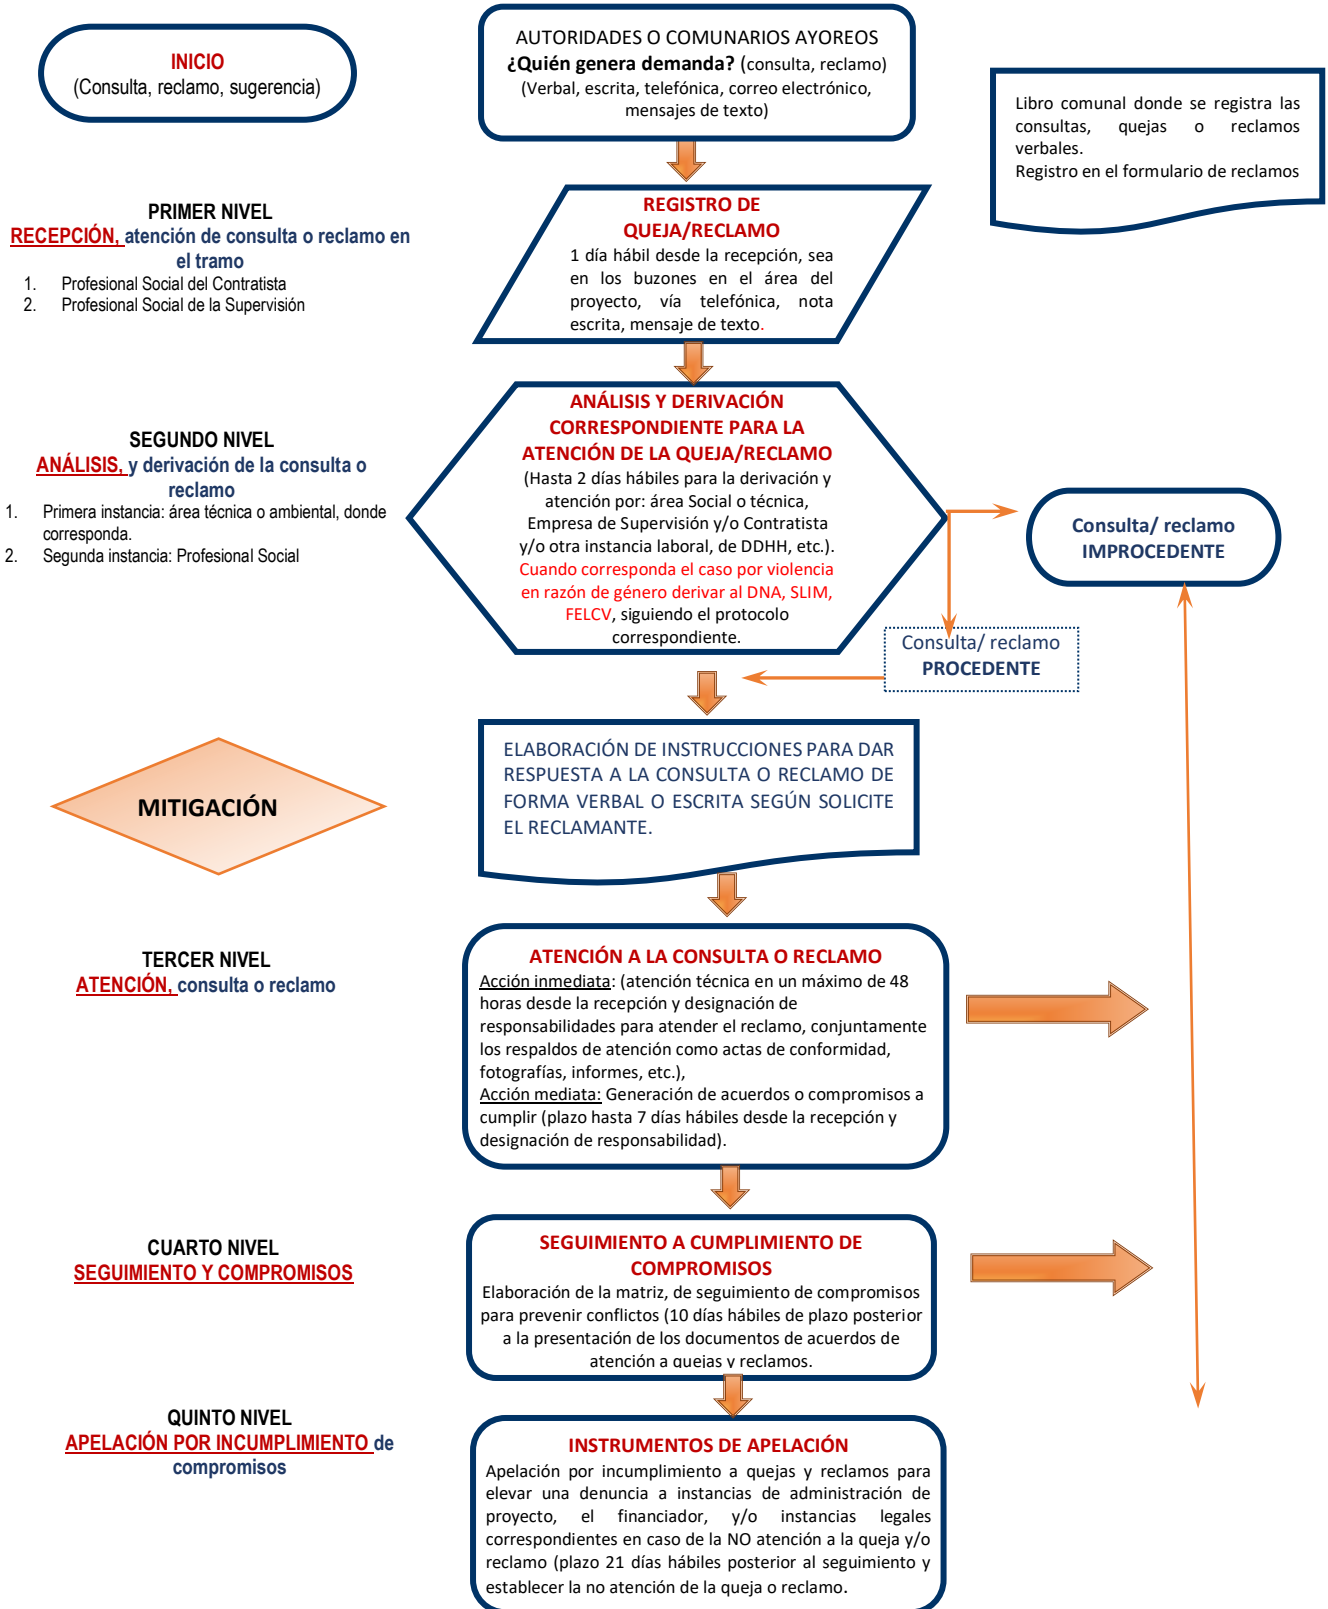 INICIO
(Consulta, reclamo, sugerencia)
AUTORIDADES O COMUNARIOS AYOREOS
¿Quién genera demanda? (consulta, reclamo)
(Verbal, escrita, telefónica, correo electrónico,
mensajes de texto)
Libro comunal donde se registra las
consultas, quejas o reclamos
verbales.
Registro en el formulario de reclamos
PRIMER NIVEL
RECEPCIÓN, atención de consulta o reclamo en
el tramo
1. Profesional Social del Contratista
2. Profesional Social de la Supervisión
REGISTRO DE
QUEJA/RECLAMO
1 día hábil desde la recepción, sea
en los buzones en el área del
proyecto, vía telefónica, nota
escrita, mensaje de texto.
SEGUNDO NIVEL
ANÁLISIS, y derivación de la consulta o
reclamo
1. Primera instancia: área técnica o ambiental, donde
corresponda.
2. Segunda instancia: Profesional Social
ANÁLISIS Y DERIVACIÓN
CORRESPONDIENTE PARA LA
ATENCIÓN DE LA QUEJA/RECLAMO
(Hasta 2 días hábiles para la derivación y
atención por: área Social o técnica,
Empresa de Supervisión y/o Contratista
y/o otra instancia laboral, de DDHH, etc.).
Cuando corresponda el caso por violencia
en razón de género derivar al DNA, SLIM,
FELCV, siguiendo el protocolo
correspondiente.
Consulta/ reclamo
IMPROCEDENTE
Consulta/ reclamo
PROCEDENTE
MITIGACIÓN
ELABORACIÓN DE INSTRUCCIONES PARA DAR
RESPUESTA A LA CONSULTA O RECLAMO DE
FORMA VERBAL O ESCRITA SEGÚN SOLICITE
EL RECLAMANTE.
TERCER NIVEL
ATENCIÓN, consulta o reclamo
ATENCIÓN A LA CONSULTA O RECLAMO
Acción inmediata: (atención técnica en un máximo de 48
horas desde la recepción y designación de
responsabilidades para atender el reclamo, conjuntamente
los respaldos de atención como actas de conformidad,
fotografías, informes, etc.),
Acción mediata: Generación de acuerdos o compromisos a
cumplir (plazo hasta 7 días hábiles desde la recepción y
designación de responsabilidad).
CUARTO NIVEL
SEGUIMIENTO Y COMPROMISOS
SEGUIMIENTO A CUMPLIMIENTO DE
COMPROMISOS
Elaboración de la matriz, de seguimiento de compromisos
para prevenir conflictos (10 días hábiles de plazo posterior
a la presentación de los documentos de acuerdos de
atención a quejas y reclamos.
QUINTO NIVEL
APELACIÓN POR INCUMPLIMIENTO de
compromisos
INSTRUMENTOS DE APELACIÓN
Apelación por incumplimiento a quejas y reclamos para
elevar una denuncia a instancias de administración de
proyecto, el financiador, y/o instancias legales
correspondientes en caso de la NO atención a la queja y/o
reclamo (plazo 21 días hábiles posterior al seguimiento y
establecer la no atención de la queja o reclamo.